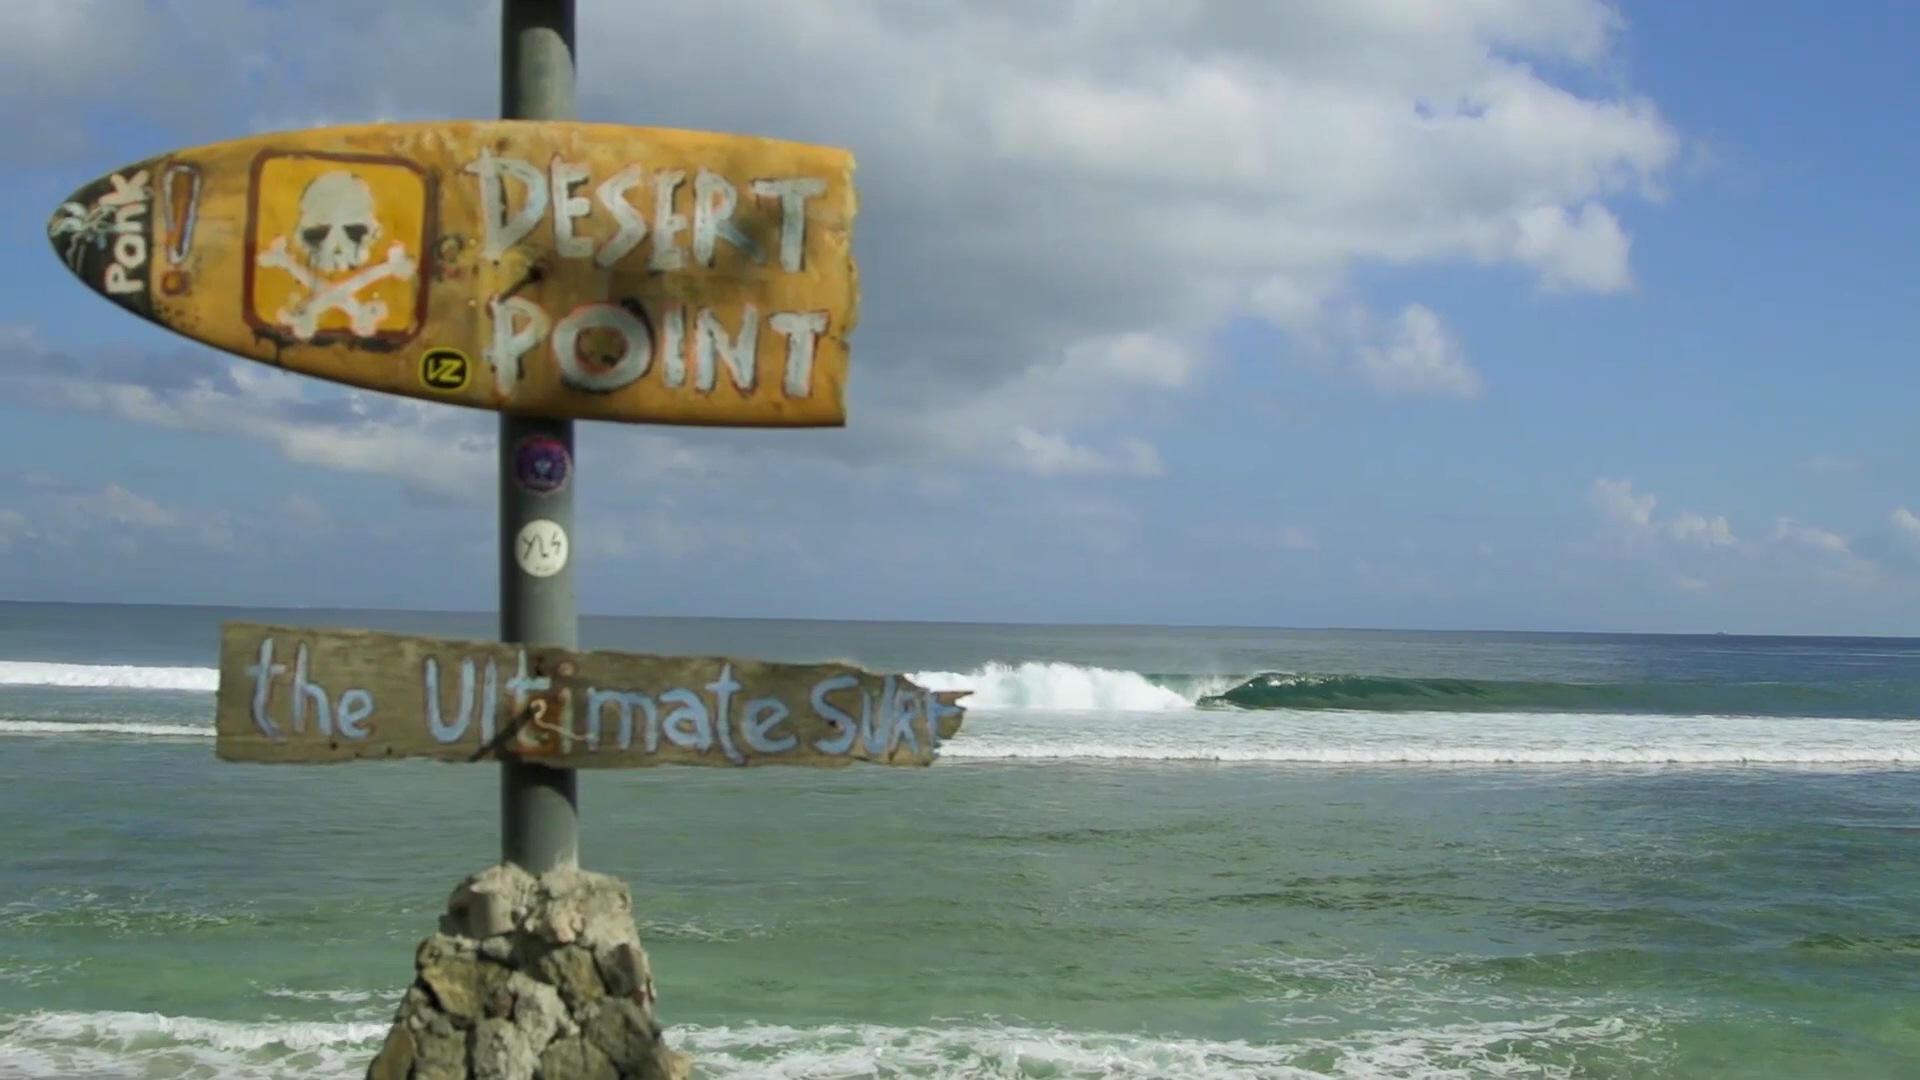 Ponk
!
DESERT
POINT
VZ
the Ultimate SURF